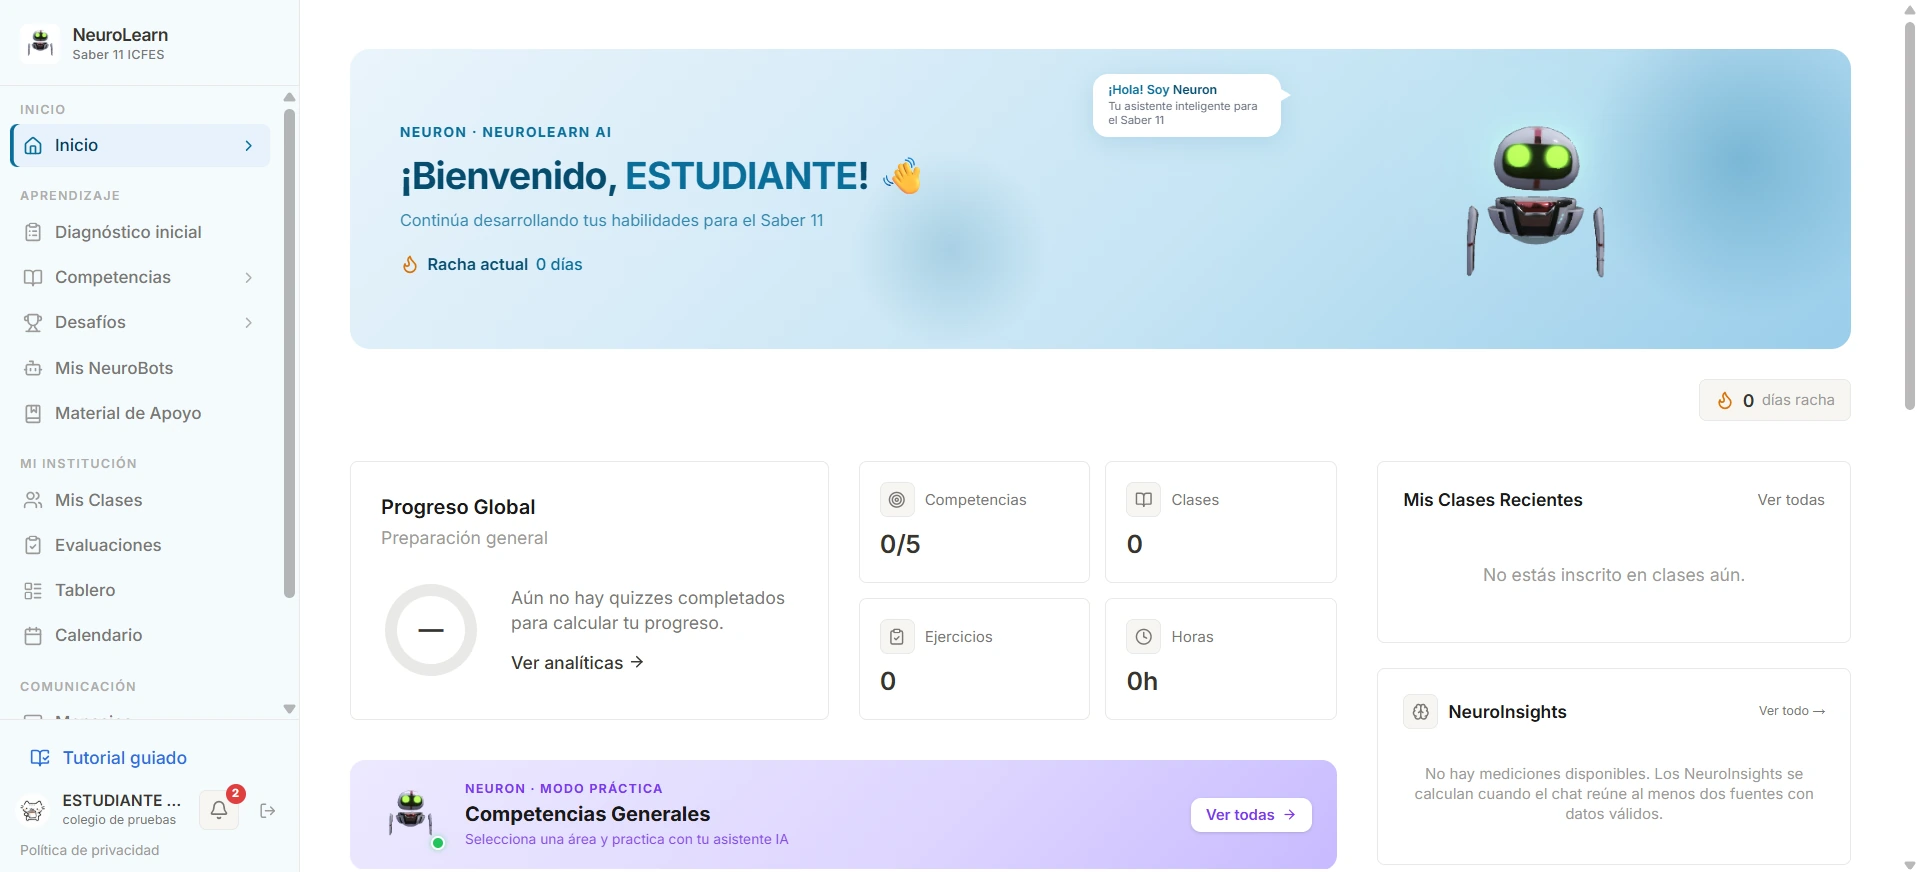 NeuroLearn
Saber 11 ICFES
INICIO
Inicio
APRENDIZAJE
Diagnóstico inicial
Competencias
Desafíos
Mis NeuroBots
Material de Apoyo
MI INSTITUCIÓN
Mis Clases
Evaluaciones
Tablero
Calendario
COMUNICACIÓN
Tutorial guiado
ESTUDIANTE ...
colegio de pruebas
2
Política de privacidad
NEURON · NEUROLEARN AI
¡Bienvenido, ESTUDIANTE! 👋
Continúa desarrollando tus habilidades para el Saber 11
Racha actual 0 días
¡Hola! Soy Neuron
Tu asistente inteligente para
el Saber 11
0 días racha
Progreso Global
Preparación general
—
Aún no hay quizzes completados
para calcular tu progreso.
Ver analíticas →
Competencias
0/5
Clases
0
Ejercicios
0
Horas
0h
Mis Clases Recientes
Ver todas
No estás inscrito en clases aún.
NeuroInsights
Ver todo →
No hay mediciones disponibles. Los NeuroInsights se
calculan cuando el chat reúne al menos dos fuentes con
datos válidos.
NEURON · MODO PRÁCTICA
Competencias Generales
Selecciona una área y practica con tu asistente IA
Ver todas →